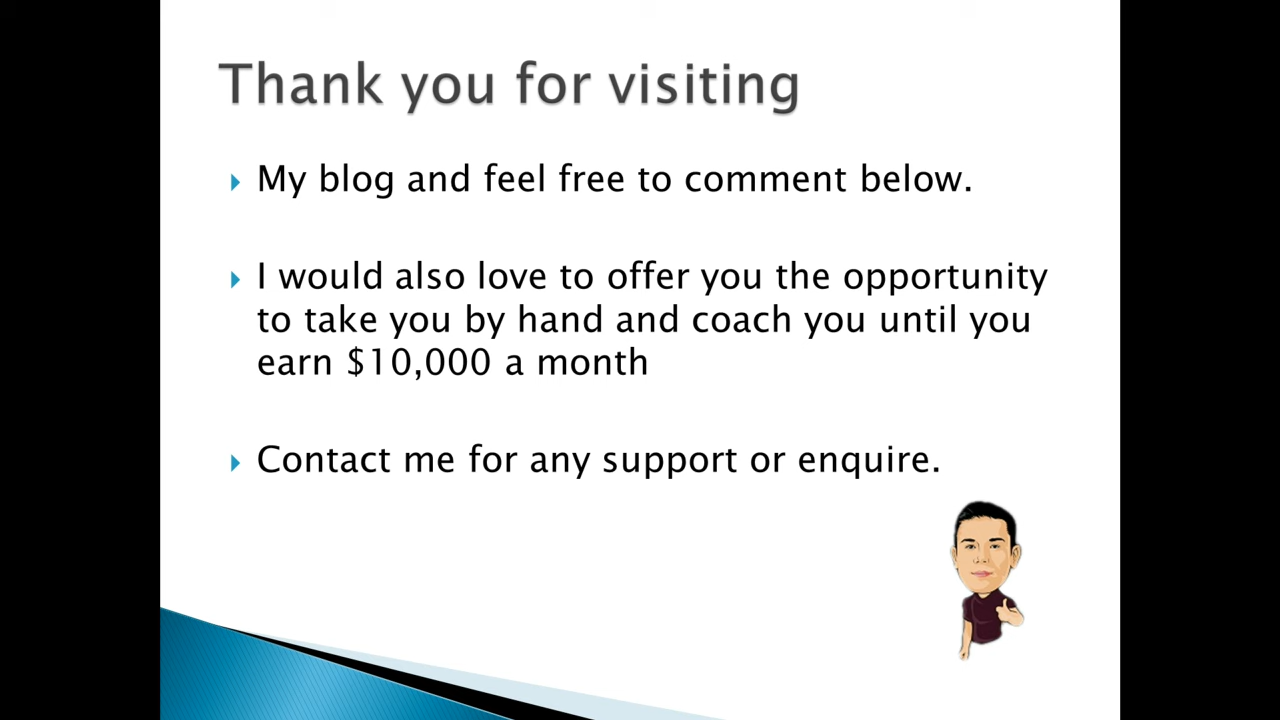 Thank you for visiting
My blog and feel free to comment below.
I would also love to offer you the opportunity
to take you by hand and coach you until you
earn $10,000 a month
Contact me for any support or enquire.